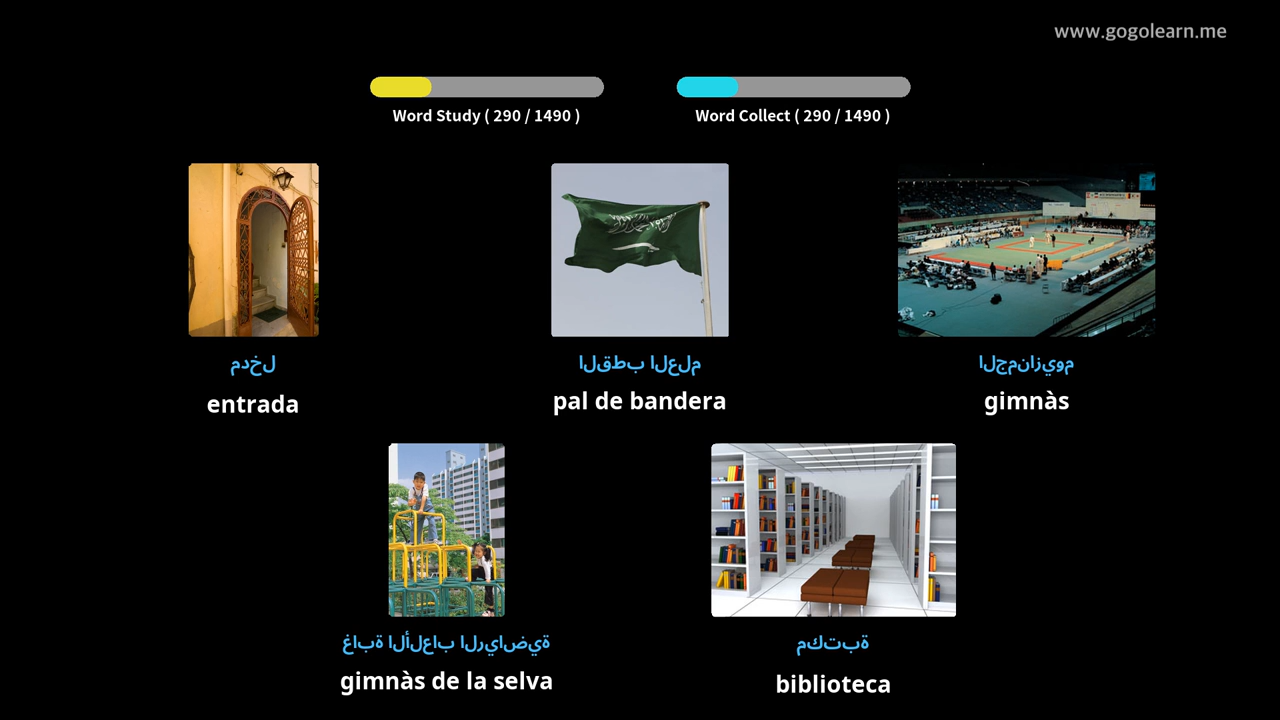 www.gogolearn.me
Word Study ( 290 / 1490 )
Word Collect ( 290 / 1490 )
مدخل
entrada
القطب العلم
pal de bandera
الجمنازيوم
gimnàs
غابة الألعاب الرياضية
gimnàs de la selva
مكتبة
biblioteca